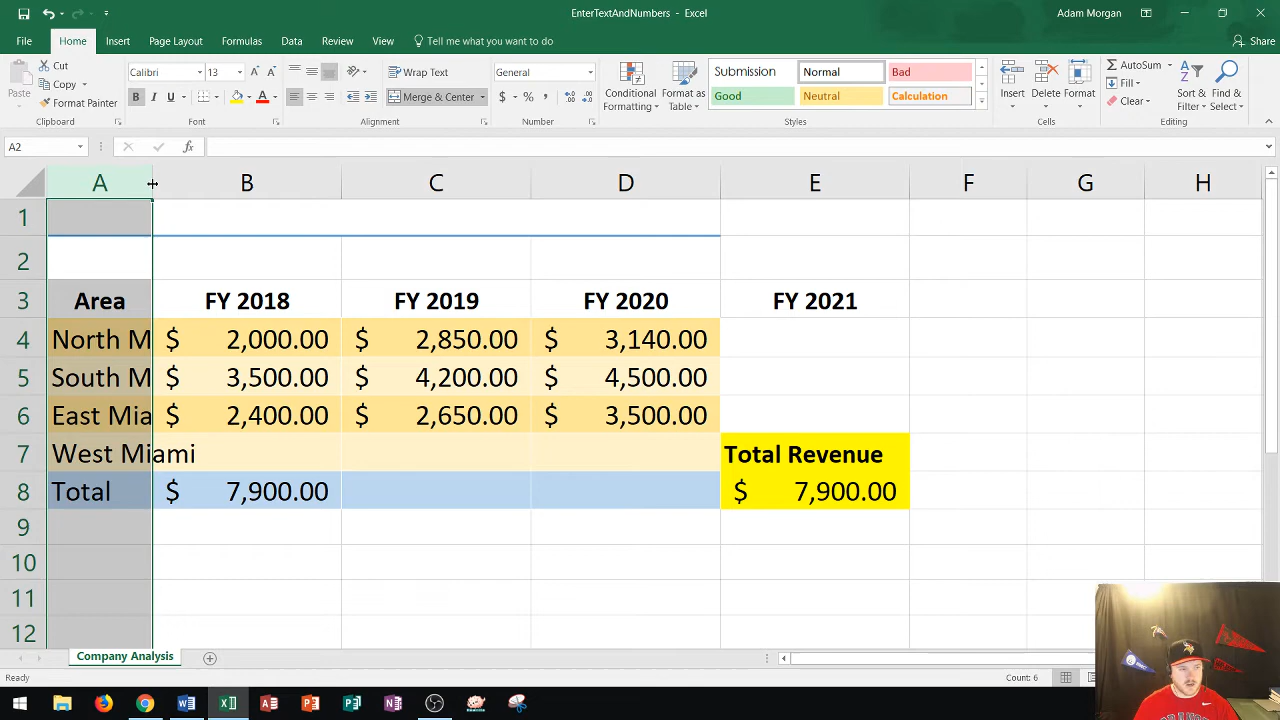 EnterTextAndNumbers - Excel
Adam Morgan
File Home Insert Page Layout Formulas Data Review View Tell me what you want to do Share
Paste
Cut
Copy
Format Painter
Clipboard
Calibri 13
B I U
Font
Wrap Text
Merge & Center
Alignment
General
$ % ,
Number
Conditional Formatting
Format as Table
Submission Normal Bad
Good Neutral Calculation
Styles
Insert Delete Format
Cells
AutoSum
Fill
Clear
Sort & Filter
Find & Select
Editing
A2 fx
A B C D E F G H
1
2
3 Area FY 2018 FY 2019 FY 2020 FY 2021
4 North M $ 2,000.00 $ 2,850.00 $ 3,140.00
5 South M $ 3,500.00 $ 4,200.00 $ 4,500.00
6 East Mia $ 2,400.00 $ 2,650.00 $ 3,500.00
7 West Miami Total Revenue
8 Total $ 7,900.00 $ 7,900.00
9
10
11
12
Company Analysis
Ready
Count: 6